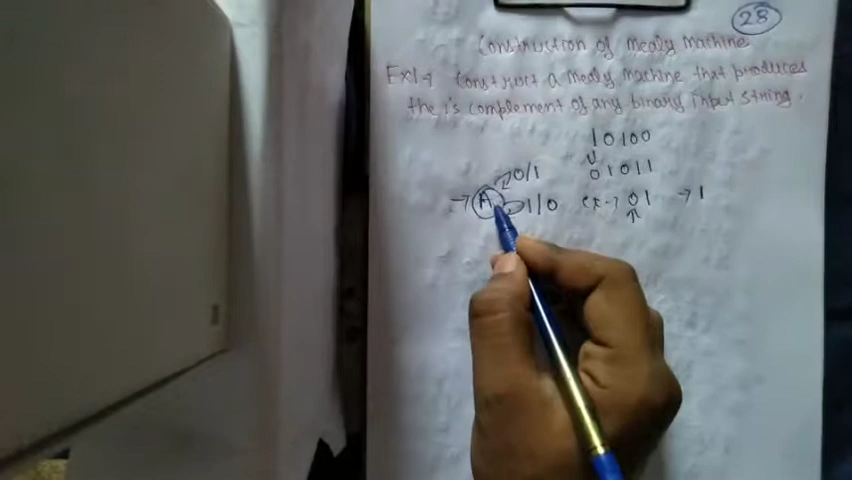 28
Construction of mealy machine
Ex1→ Construct a mealy machine that produces
the 1's complement of any binary input string.
10100
↓
01011
→ A 0/1
1/0 ex→ 01 → 1
↑